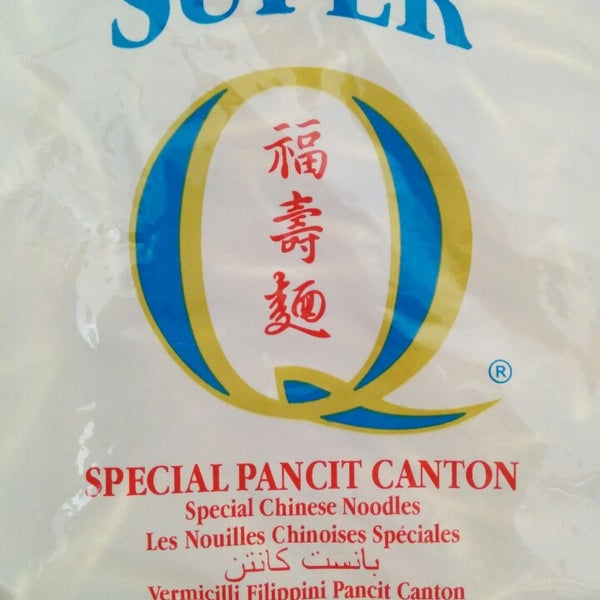 SUPER
Q
福
壽
麵
®
SPECIAL PANCIT CANTON
Special Chinese Noodles
Les Nouilles Chinoises Spéciales
بانست كانتن
Vermicilli Filippini Pancit Canton